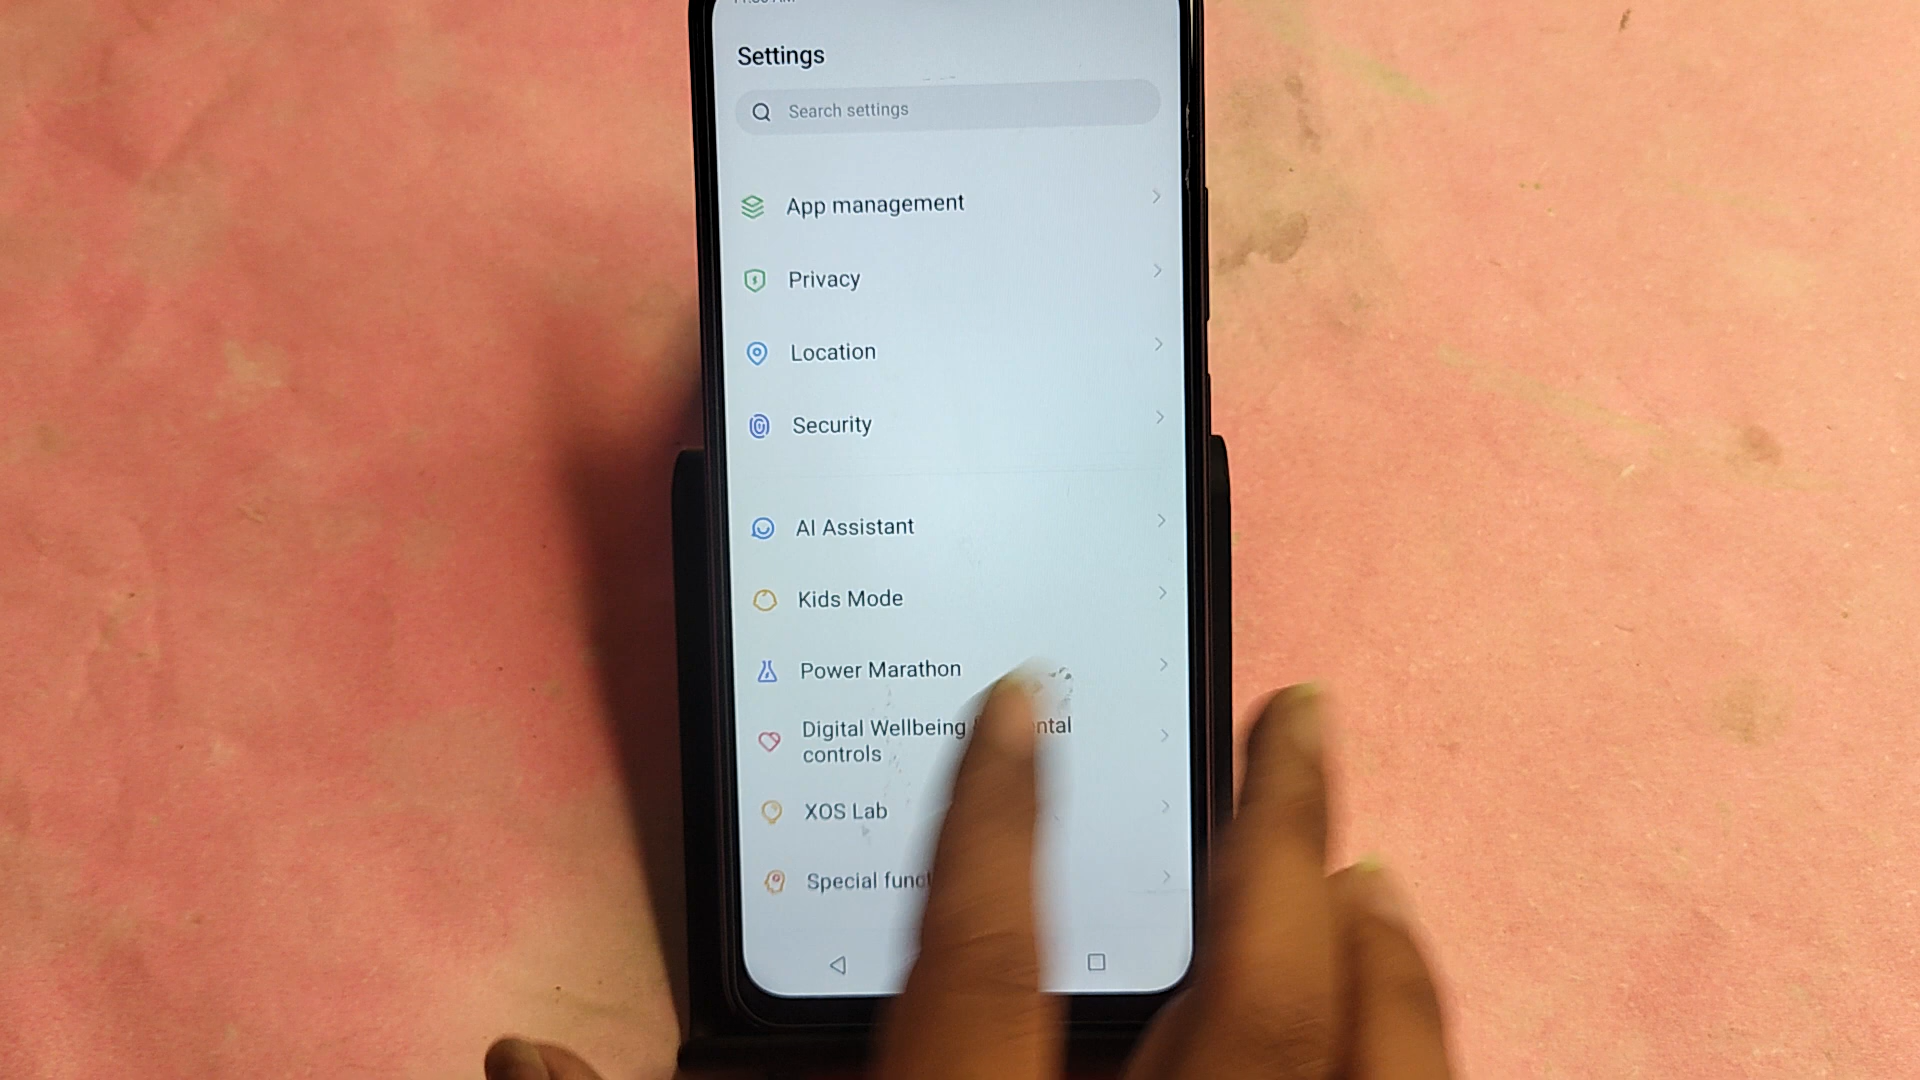 Settings
Search settings
App management
Privacy
Location
Security
AI Assistant
Kids Mode
Power Marathon
Digital Wellbeing
controls
XOS Lab
Special